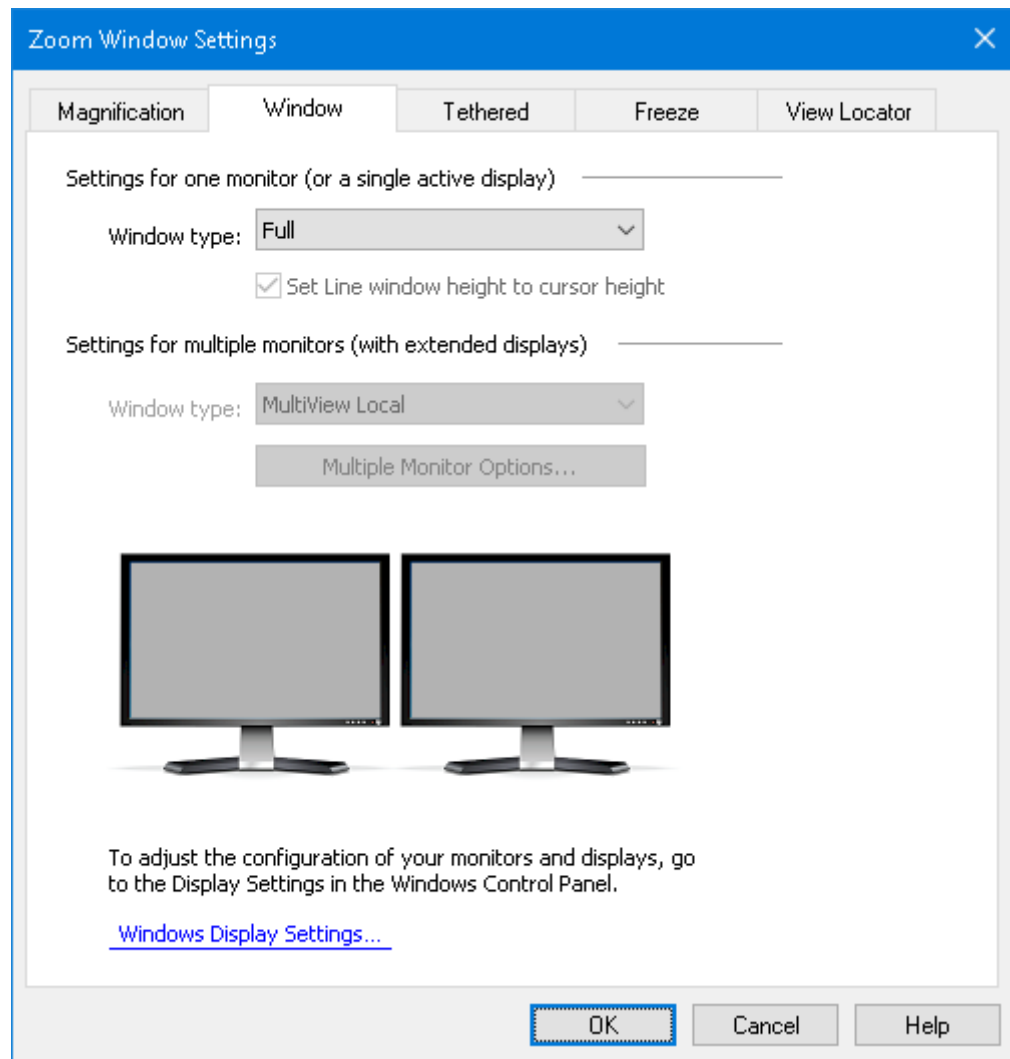 Zoom Window Settings
Magnification
Window
Tethered
Freeze
View Locator
Settings for one monitor (or a single active display)
Window type: Full
Set Line window height to cursor height
Settings for multiple monitors (with extended displays)
Window type: MultiView Local
Multiple Monitor Options...
To adjust the configuration of your monitors and displays, go
to the Display Settings in the Windows Control Panel.
Windows Display Settings...
OK
Cancel
Help